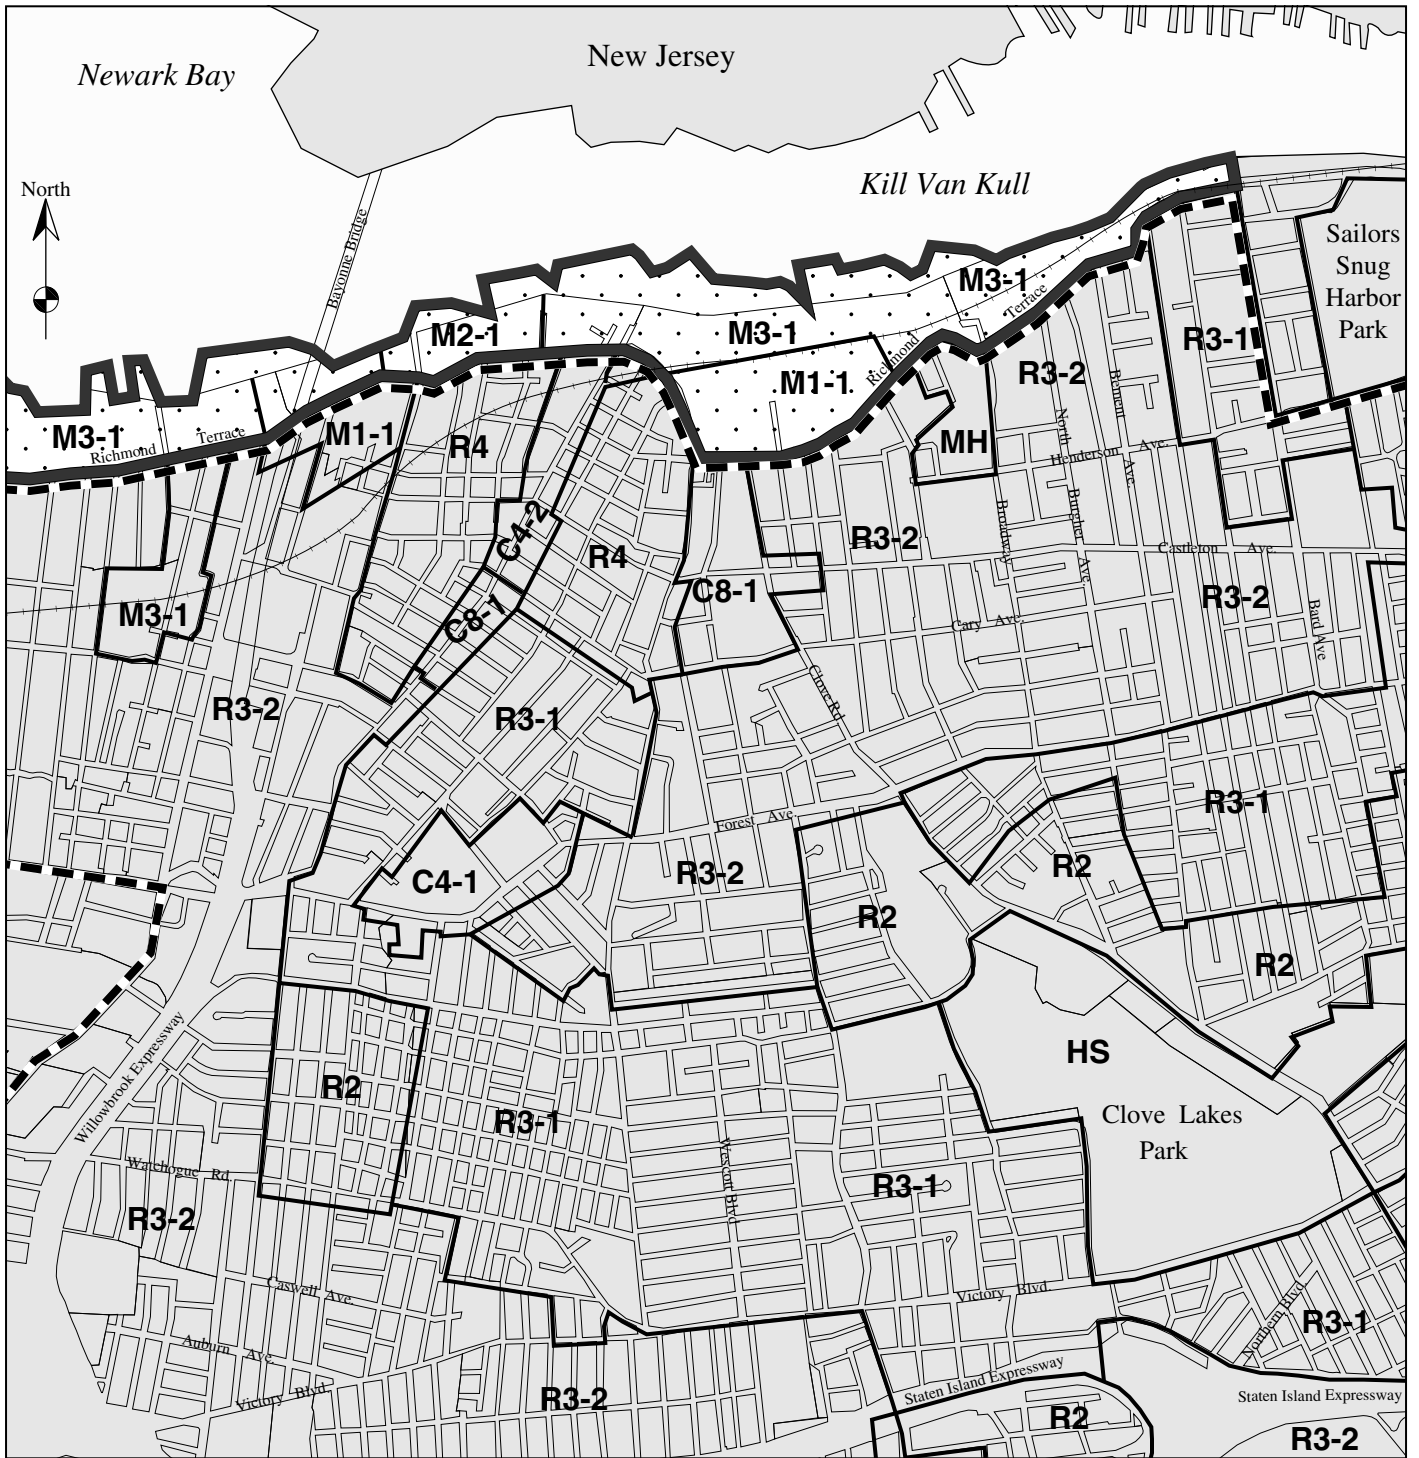 New Jersey
Newark Bay
Kill Van Kull
North
Sailors
Snug
Harbor
Park
Bayonne Bridge
M3-1
Terrace
M2-1
M3-1
R3-1
Richmond
M1-1
R3-2
Bement
Ave.
M3-1
Richmond
Terrace
M1-1
R4
MH
North
Burgher
Ave.
Henderson
Ave.
C4-2
R4
R3-2
Broadway
Castleton
Ave.
M3-1
C8-1
C8-1
R3-2
Bard Ave
Cary
Ave.
R3-2
R3-1
Clove Rd.
R3-1
Forest
Ave.
C4-1
R3-2
R2
R2
R2
Willowbrook Expressway
HS
R2
R3-1
Clove Lakes
Park
Watchogue
Rd.
Wescott Blvd
R3-1
R3-2
Caswell
Ave.
Victory
Blvd.
Northern Blvd.
R3-1
Auburn
Ave.
Victory
Blvd.
R3-2
Staten Island Expressway
Staten Island Expressway
R2
R3-2